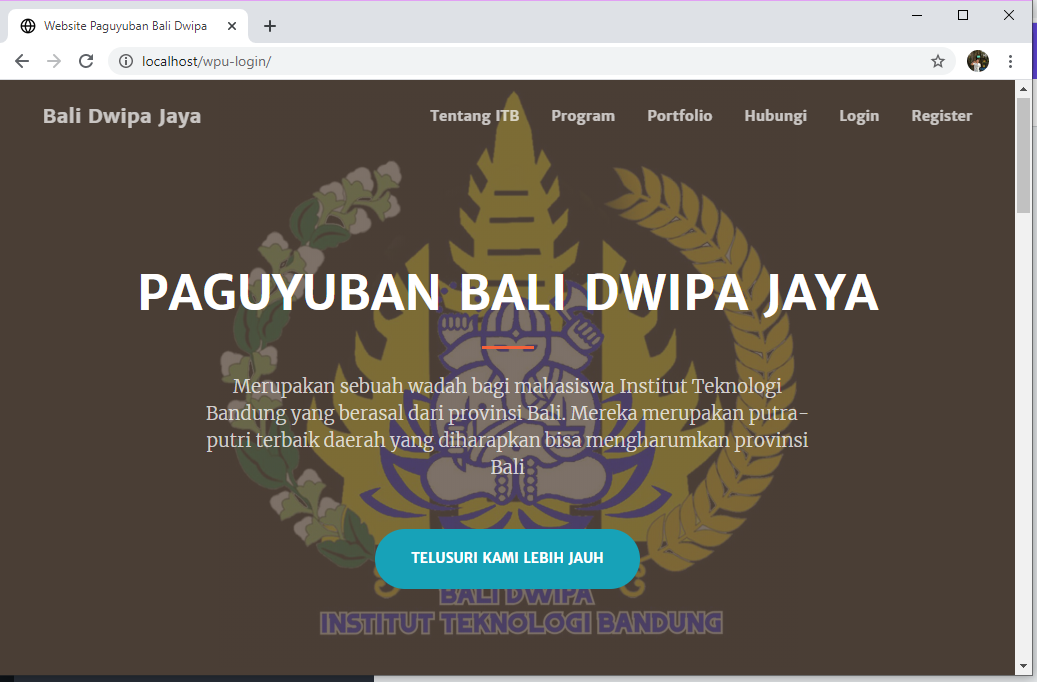 Website Paguyuban Bali Dwipa
localhost/wpu-login/
Bali Dwipa Jaya
Tentang ITB
Program
Portfolio
Hubungi
Login
Register
PAGUYUBAN BALI DWIPA JAYA
Merupakan sebuah wadah bagi mahasiswa Institut Teknologi
Bandung yang berasal dari provinsi Bali. Mereka merupakan putra-
putri terbaik daerah yang diharapkan bisa mengharumkan provinsi
Bali
TELUSURI KAMI LEBIH JAUH
BALI DWIPA
INSTITUT TEKNOLOGI BANDUNG